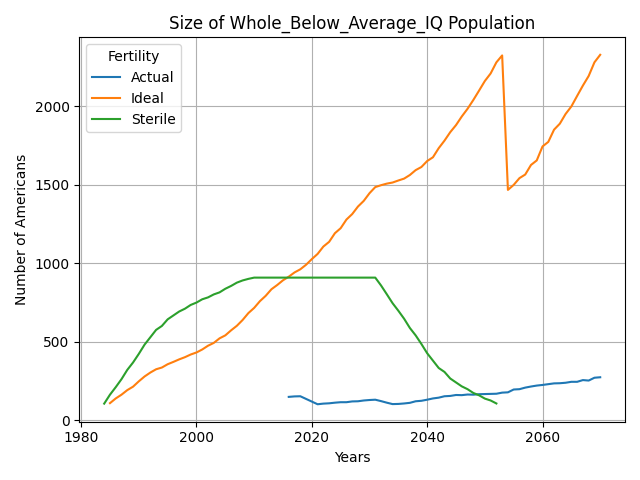 Size of Whole_Below_Average_IQ Population
Fertility
Actual
Ideal
Sterile
Number of Americans
2000
1500
1000
500
0
1980
2000
2020
2040
2060
Years